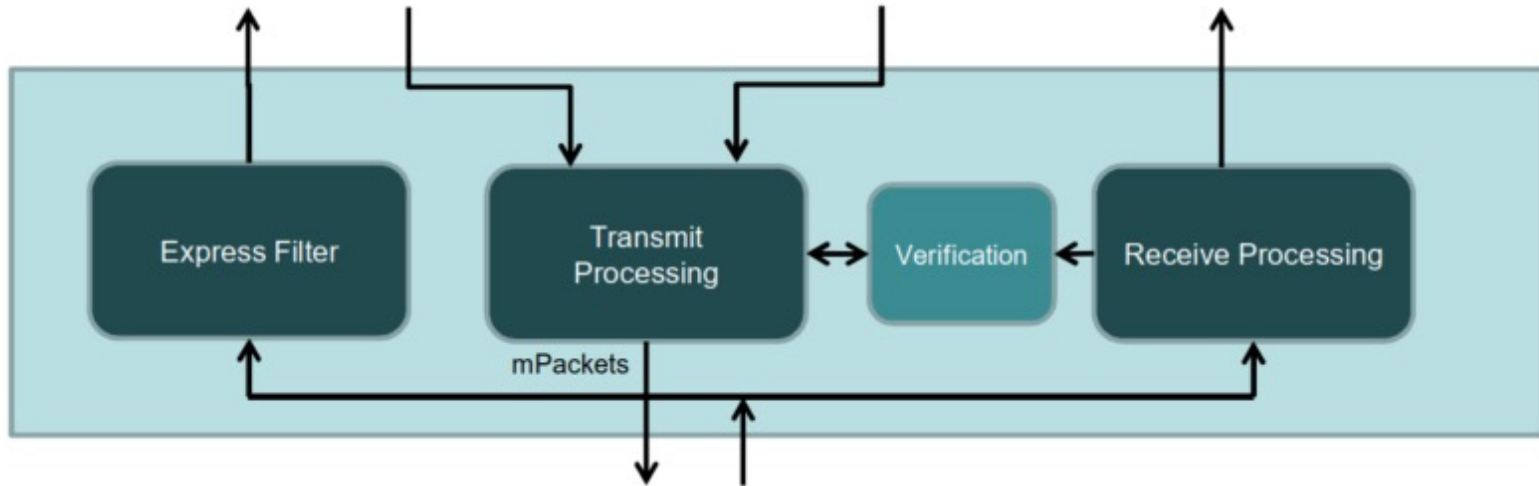 Express Filter
Transmit
Processing
Verification
Receive Processing
mPackets